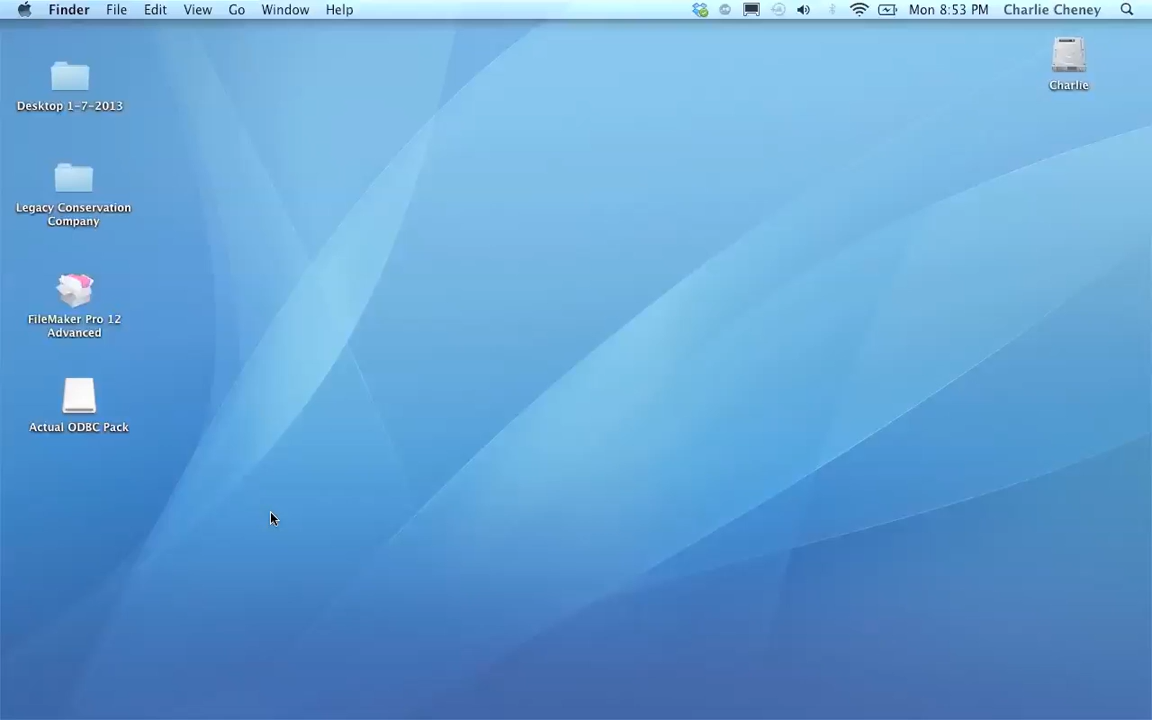 Finder File Edit View Go Window Help Mon 8:53 PM Charlie Cheney
Charlie
Desktop 1-7-2013
Legacy Conservation
Company
FileMaker Pro 12
Advanced
Actual ODBC Pack